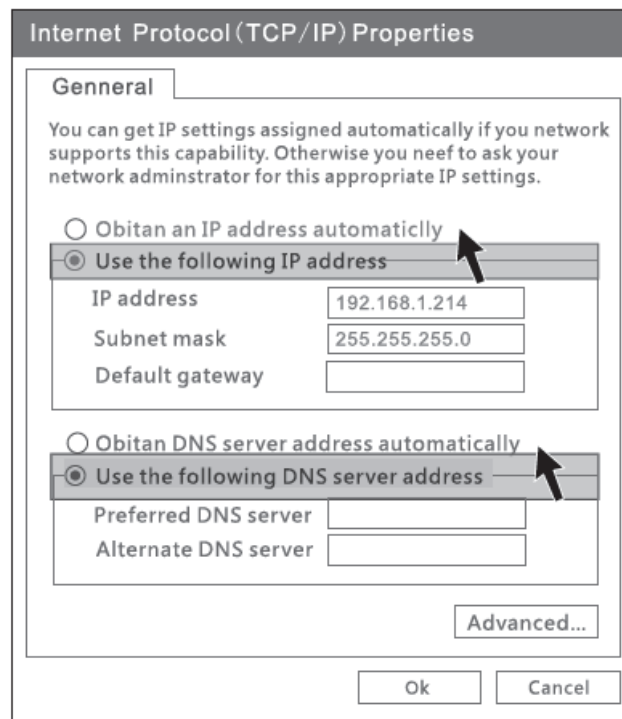 Internet Protocol(TCP/IP)Properties
Genneral
You can get IP settings assigned automatically if you network
supports this capability. Otherwise you neef to ask your
network adminstrator for this appropriate IP settings.
Obitan an IP address automaticlly
Use the following IP address
IP address 192.168.1.214
Subnet mask 255.255.255.0
Default gateway
Obitan DNS server address automatically
Use the following DNS server address
Preferred DNS server
Alternate DNS server
Advanced...
Ok Cancel